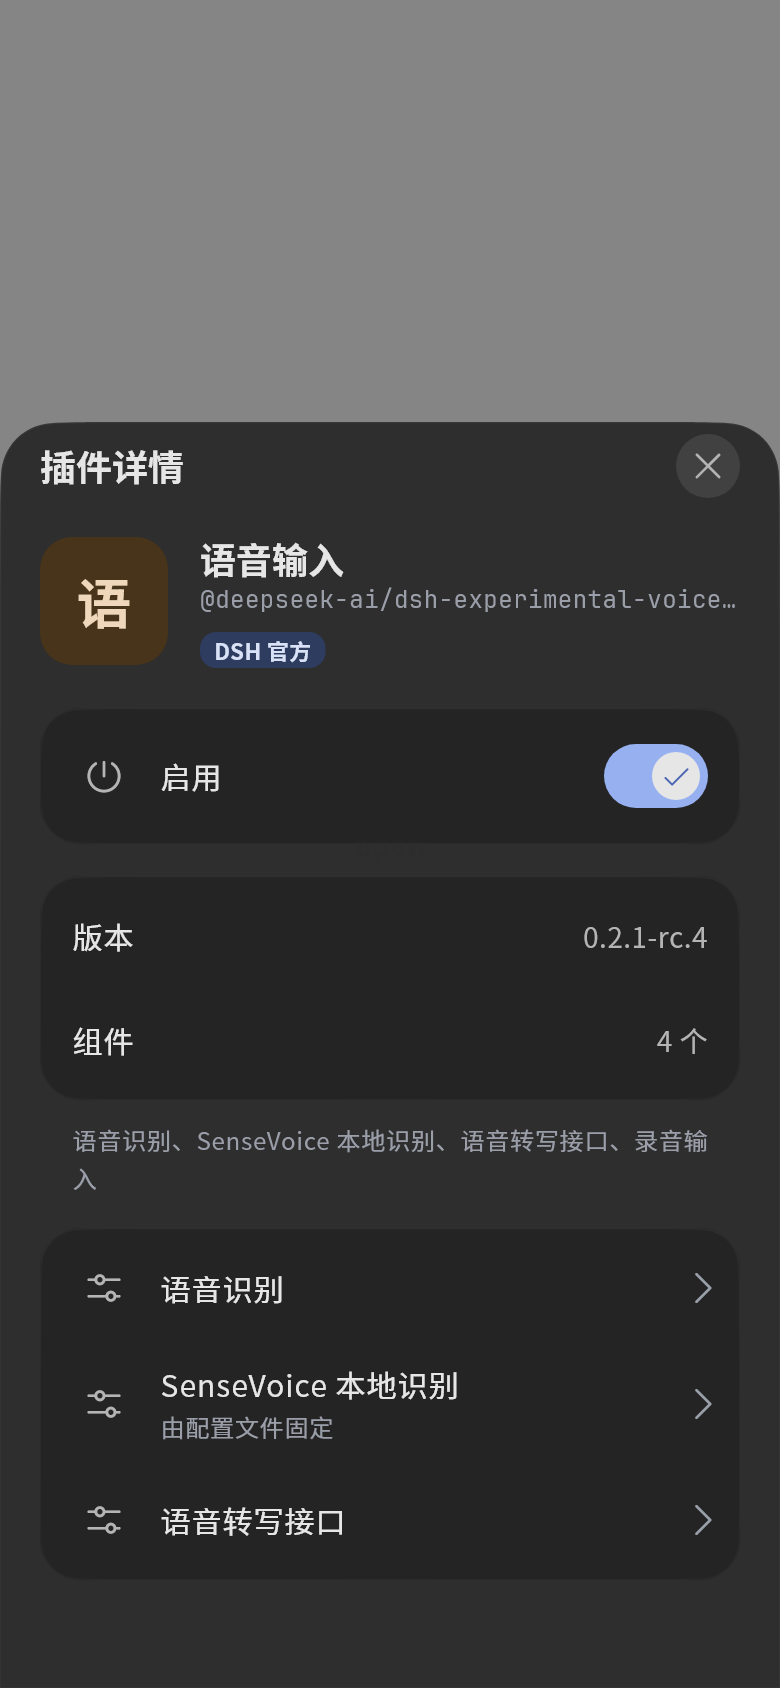 插件详情
语
语音输入
@deepseek-ai/dsh-experimental-voice…
DSH 官方
启用
版本
0.2.1-rc.4
组件
4 个
语音识别、SenseVoice 本地识别、语音转写接口、录音输
入
语音识别
SenseVoice 本地识别
由配置文件固定
语音转写接口